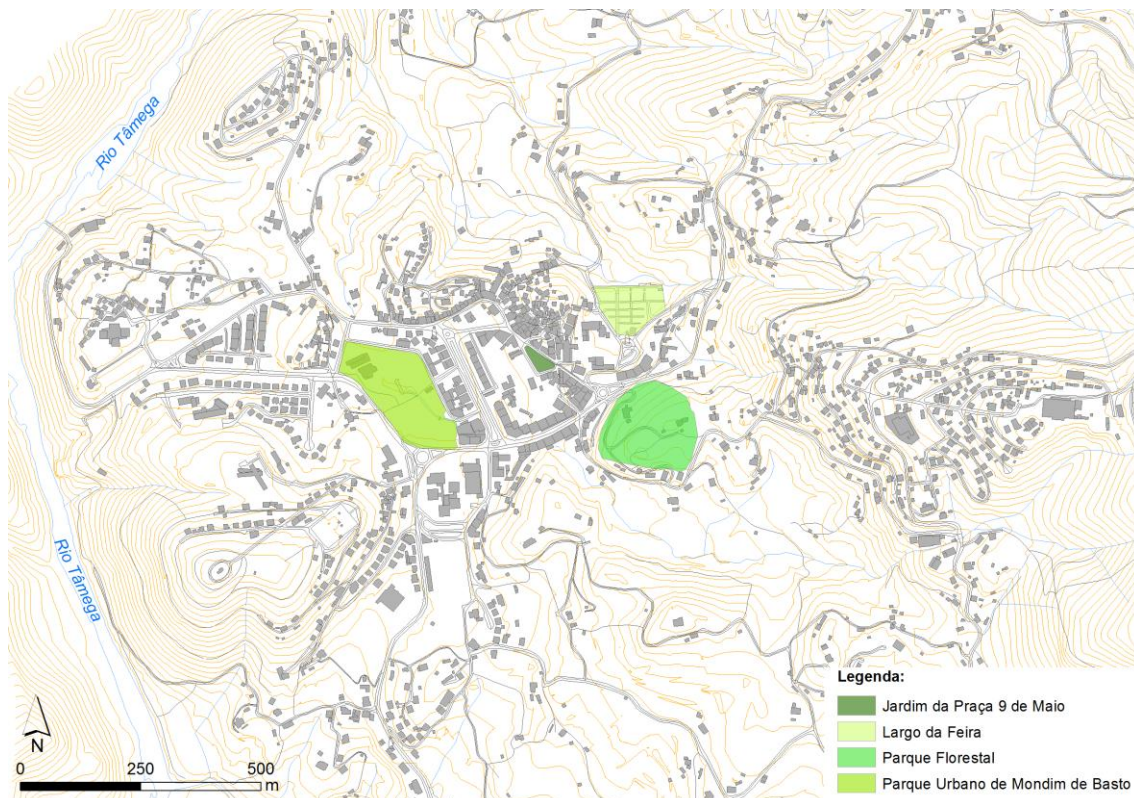 Rio Tâmega
Rio Tâmega
Legenda:
Jardim da Praça 9 de Maio
Largo da Feira
Parque Florestal
Parque Urbano de Mondim de Basto
N
0 250 500
m